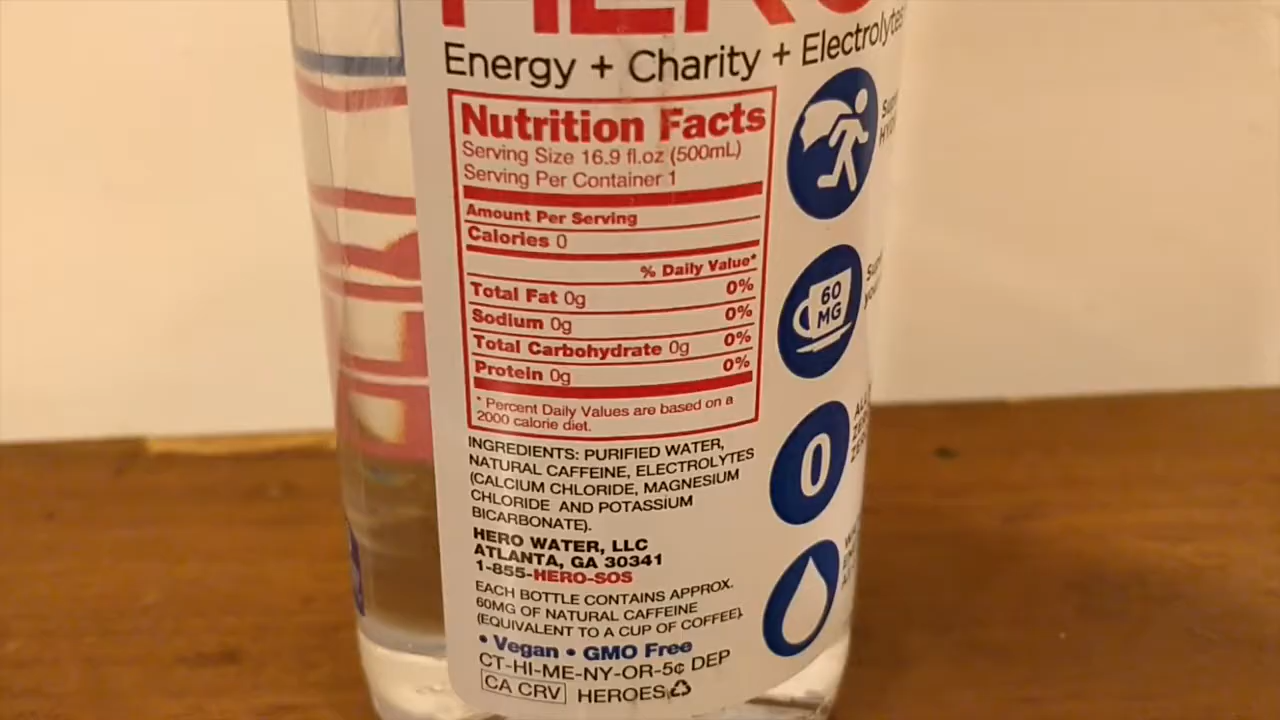 HERO
Energy + Charity + Electrolytes
Nutrition Facts
Serving Size 16.9 fl.oz (500mL)
Serving Per Container 1
Amount Per Serving
Calories 0
% Daily Value*
Total Fat 0g 0%
Sodium 0g 0%
Total Carbohydrate 0g 0%
Protein 0g 0%
* Percent Daily Values are based on a
2000 calorie diet.
INGREDIENTS: PURIFIED WATER,
NATURAL CAFFEINE, ELECTROLYTES
(CALCIUM CHLORIDE, MAGNESIUM
CHLORIDE AND POTASSIUM
BICARBONATE).
HERO WATER, LLC
ATLANTA, GA 30341
1-855-HERO-SOS
EACH BOTTLE CONTAINS APPROX.
60MG OF NATURAL CAFFEINE
(EQUIVALENT TO A CUP OF COFFEE).
• Vegan • GMO Free
CT-HI-ME-NY-OR-5¢ DEP
CA CRV HEROES
60
MG
0